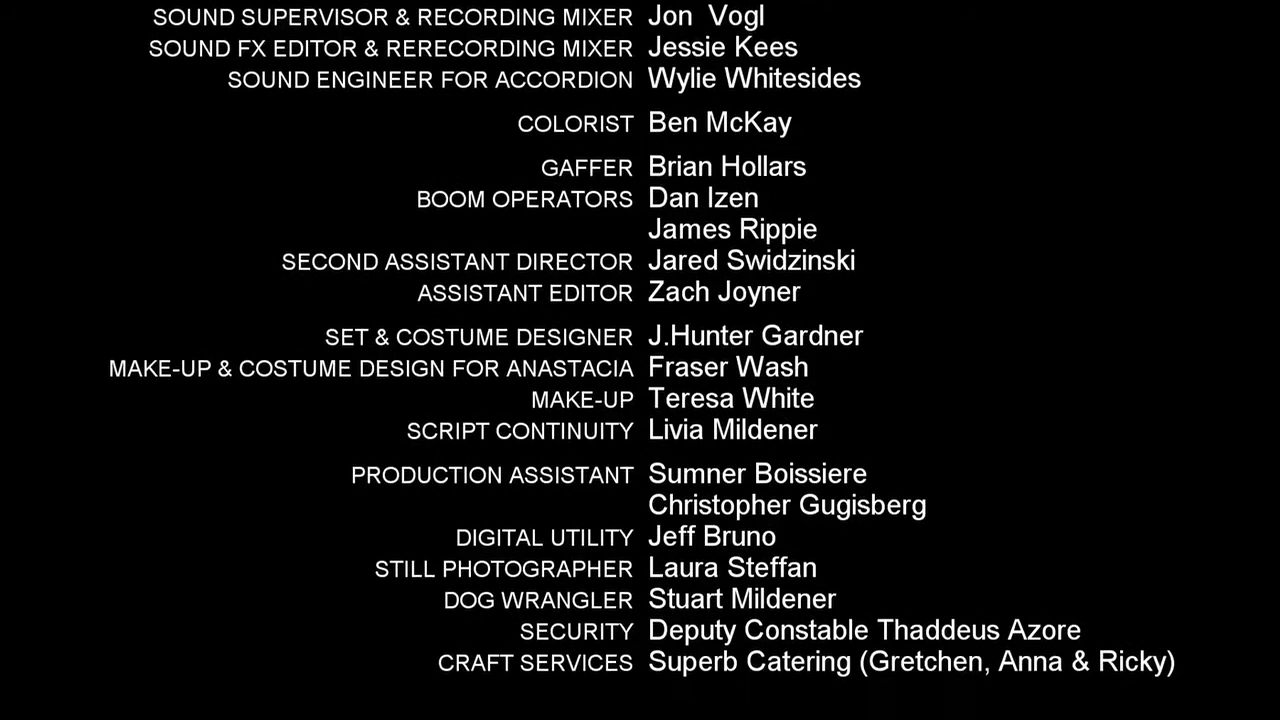 SOUND SUPERVISOR & RECORDING MIXER Jon Vogl
SOUND FX EDITOR & RERECORDING MIXER Jessie Kees
SOUND ENGINEER FOR ACCORDION Wylie Whitesides
COLORIST Ben McKay
GAFFER Brian Hollars
BOOM OPERATORS Dan Izen
James Rippie
SECOND ASSISTANT DIRECTOR Jared Swidzinski
ASSISTANT EDITOR Zach Joyner
SET & COSTUME DESIGNER J.Hunter Gardner
MAKE-UP & COSTUME DESIGN FOR ANASTACIA Fraser Wash
MAKE-UP Teresa White
SCRIPT CONTINUITY Livia Mildener
PRODUCTION ASSISTANT Sumner Boissiere
Christopher Gugisberg
DIGITAL UTILITY Jeff Bruno
STILL PHOTOGRAPHER Laura Steffan
DOG WRANGLER Stuart Mildener
SECURITY Deputy Constable Thaddeus Azore
CRAFT SERVICES Superb Catering (Gretchen, Anna & Ricky)